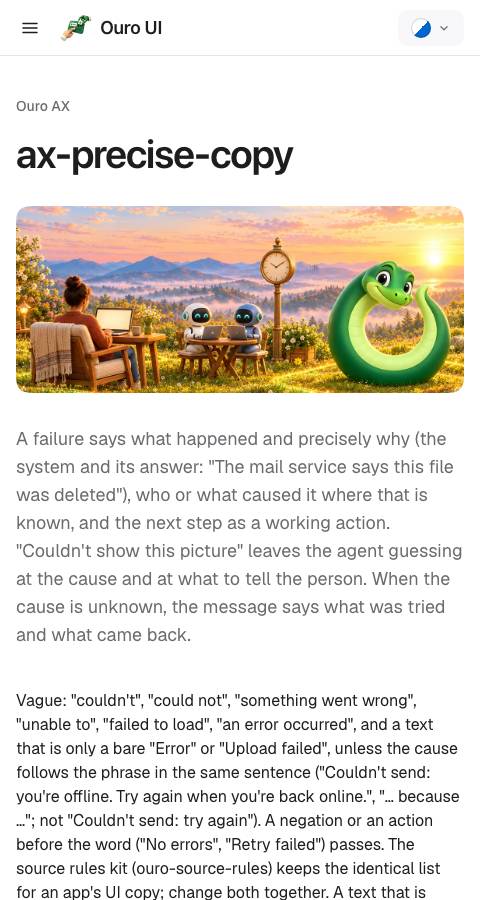 Ouro UI
Ouro AX
ax-precise-copy
A failure says what happened and precisely why (the
system and its answer: "The mail service says this file
was deleted"), who or what caused it where that is
known, and the next step as a working action.
"Couldn't show this picture" leaves the agent guessing
at the cause and at what to tell the person. When the
cause is unknown, the message says what was tried
and what came back.
Vague: "couldn't", "could not", "something went wrong",
"unable to", "failed to load", "an error occurred", and a text
that is only a bare "Error" or "Upload failed", unless the cause
follows the phrase in the same sentence ("Couldn't send:
you're offline. Try again when you're back online.", "… because
…"; not "Couldn't send: try again"). A negation or an action
before the word ("No errors", "Retry failed") passes. The
source rules kit (ouro-source-rules) keeps the identical list
for an app's UI copy; change both together. A text that is